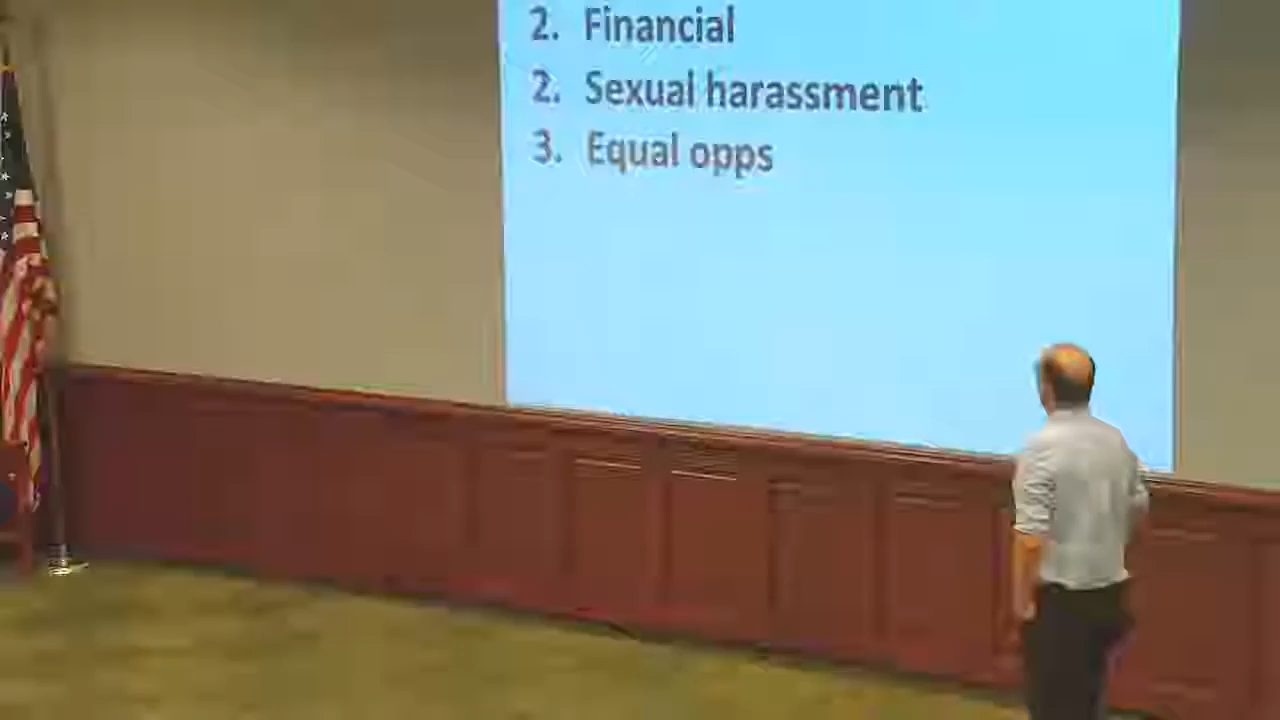 2. Financial
2. Sexual harassment
3. Equal opps